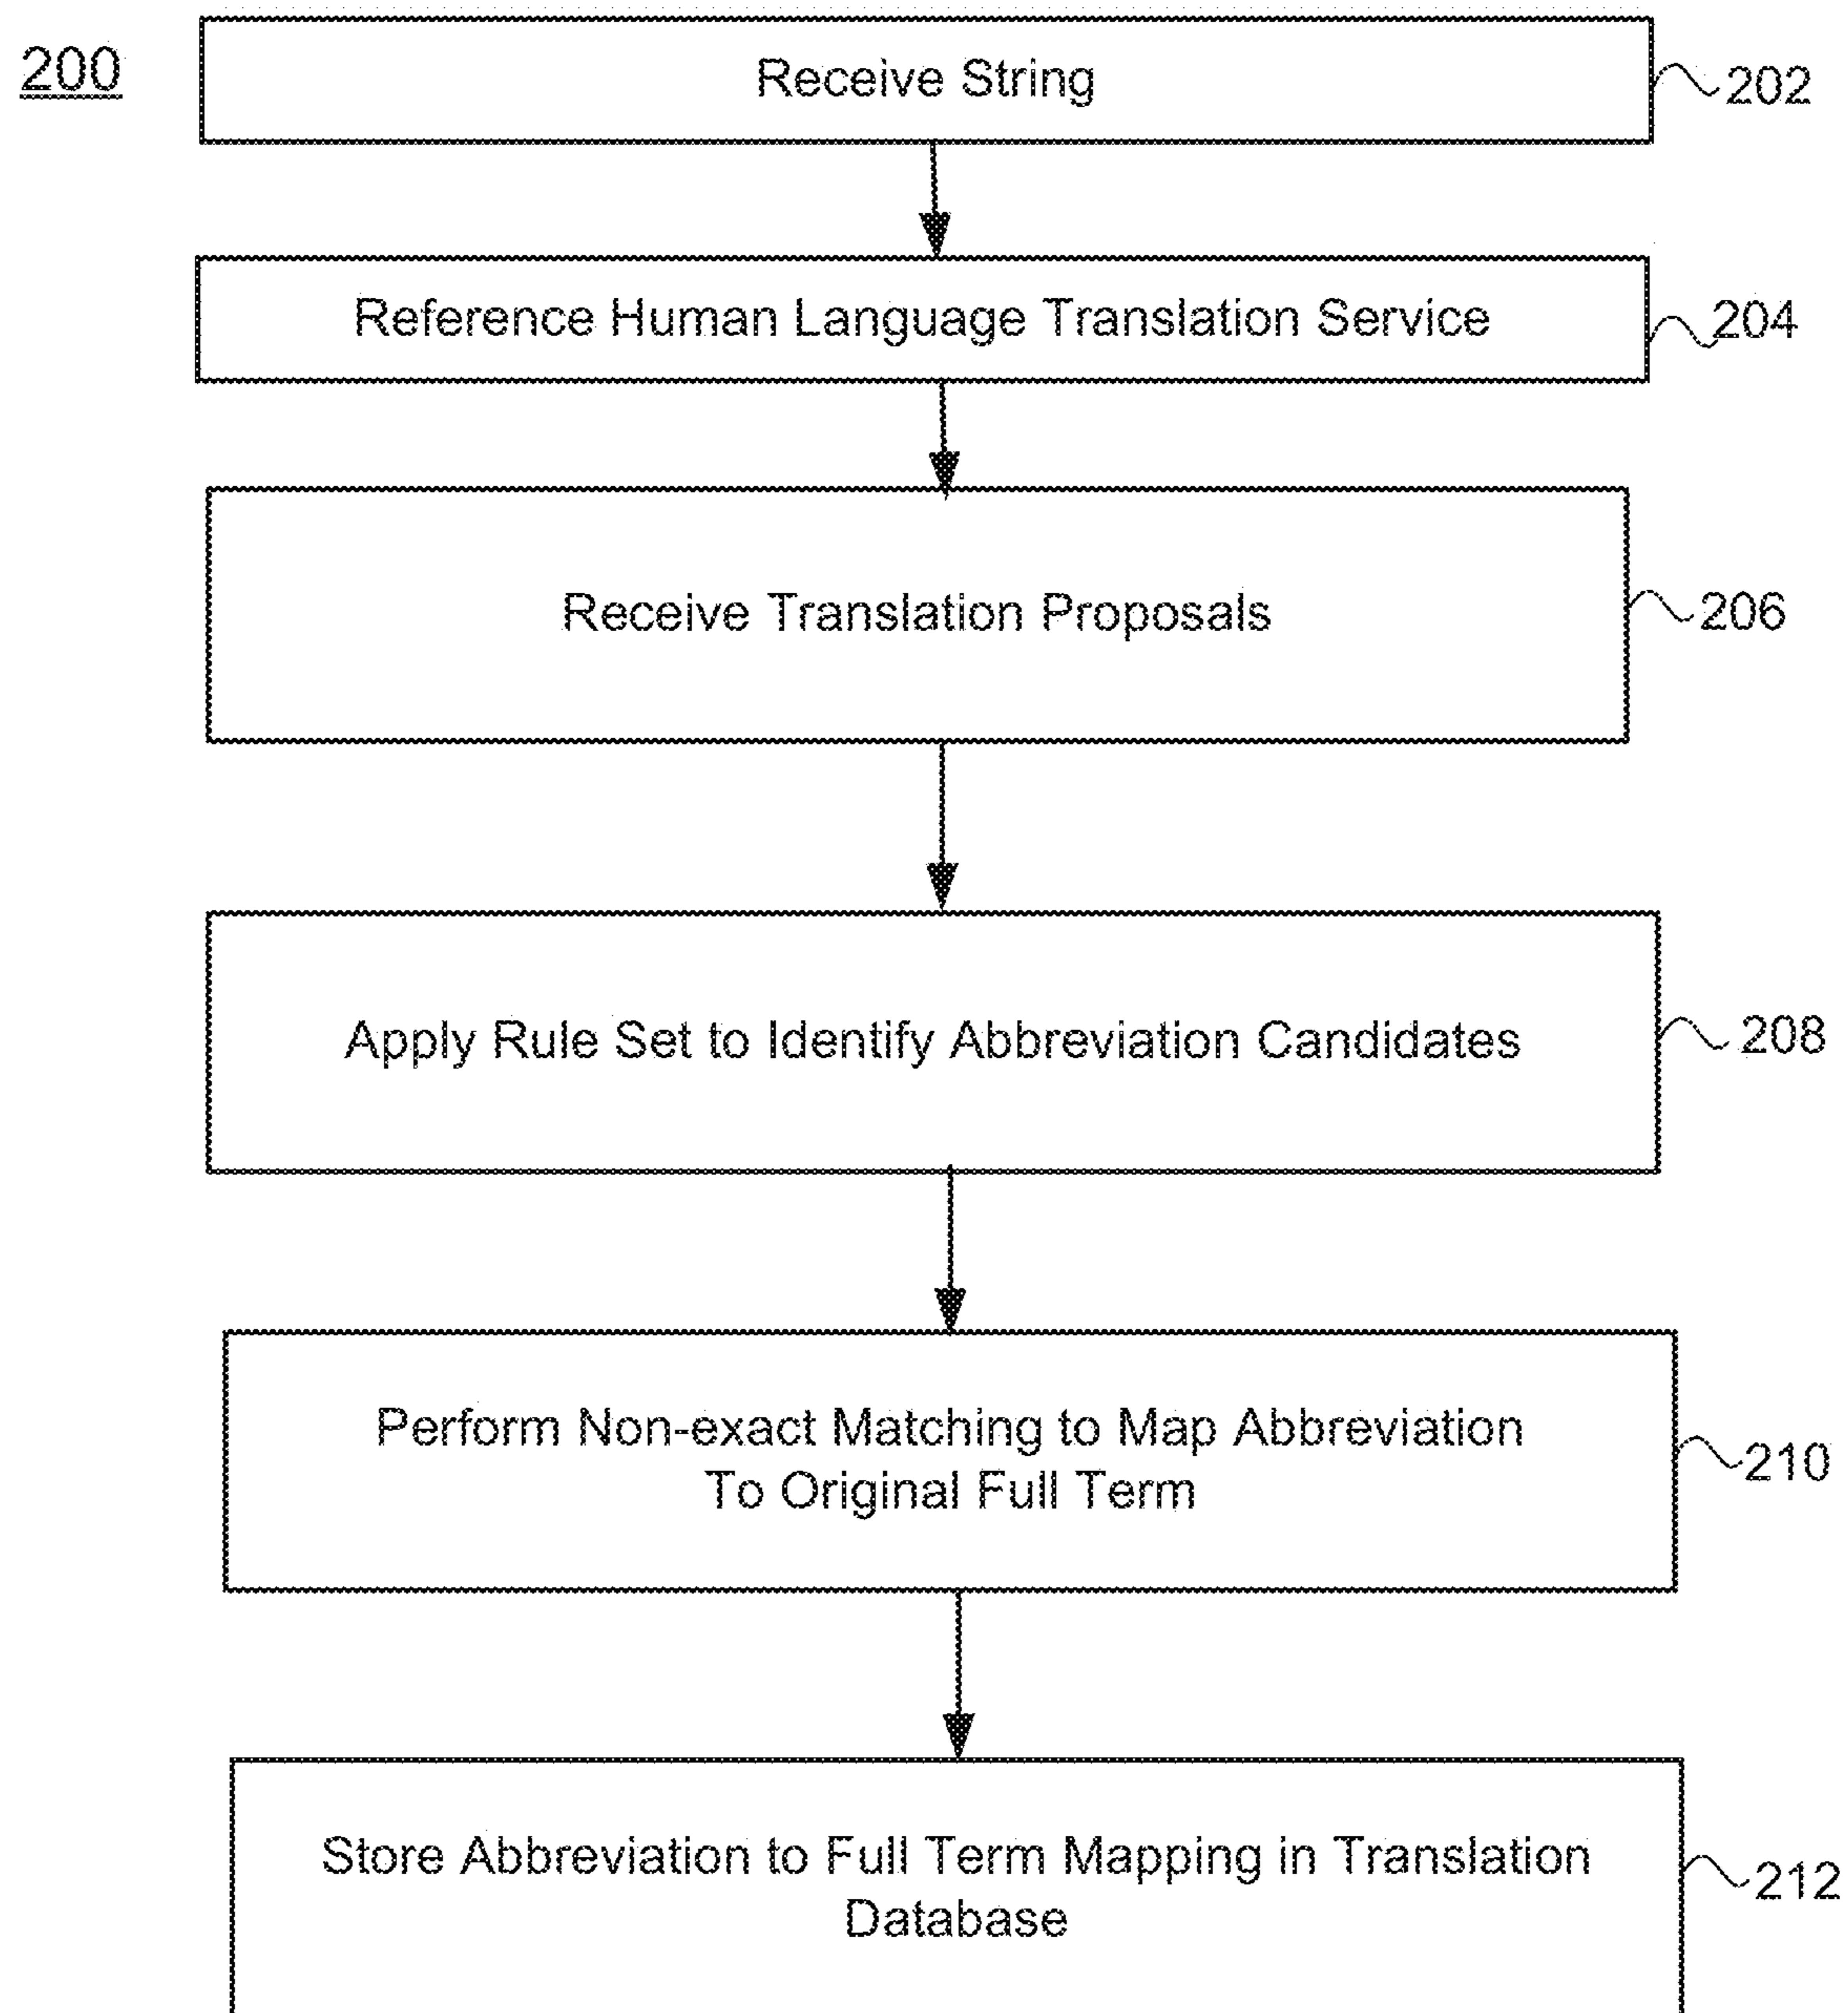 200
Receive String
202
Reference Human Language Translation Service
204
Receive Translation Proposals
206
Apply Rule Set to Identify Abbreviation Candidates
208
Perform Non-exact Matching to Map Abbreviation
To Original Full Term
210
Store Abbreviation to Full Term Mapping in Translation
Database
212